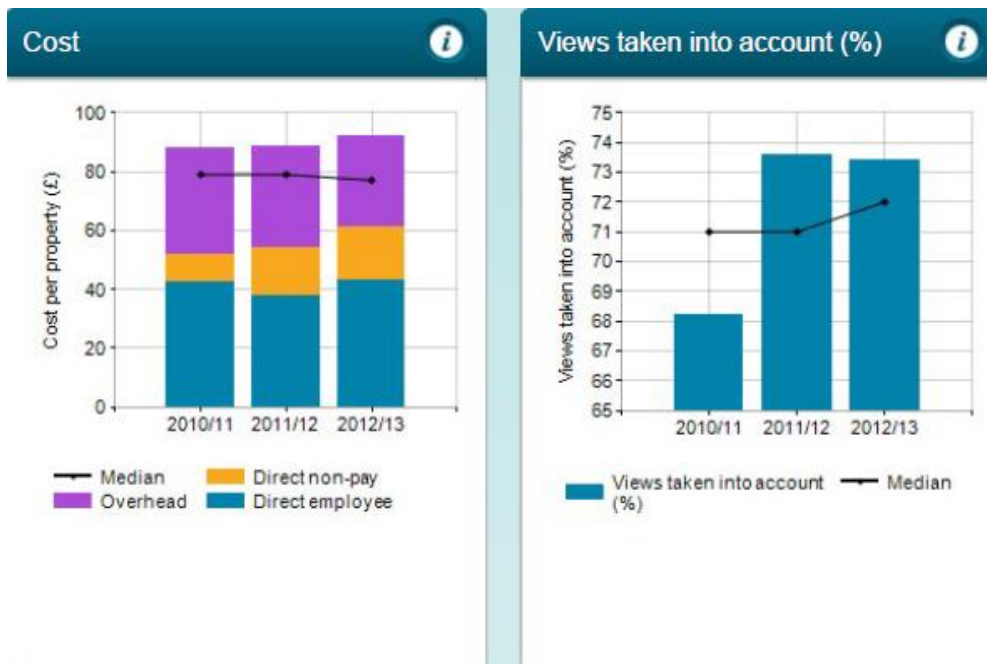 Cost
i
Cost per property (£)
100
80
60
40
20
0
2010/11 2011/12 2012/13
Median Direct non-pay
Overhead Direct employee
Views taken into account (%)
i
Views taken into account (%)
75
74
73
72
71
70
69
68
67
66
65
2010/11 2011/12 2012/13
Views taken into account Median
(%)